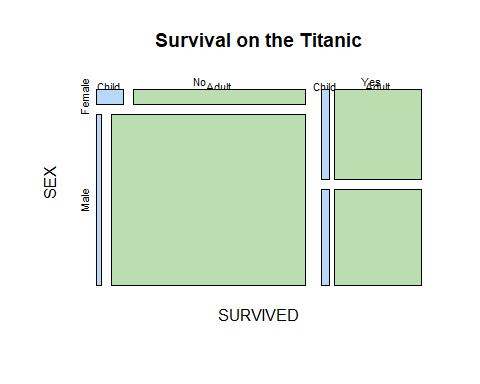 Survival on the Titanic
No Yes
Child Adult Child Adult
Female
Male
SEX
SURVIVED